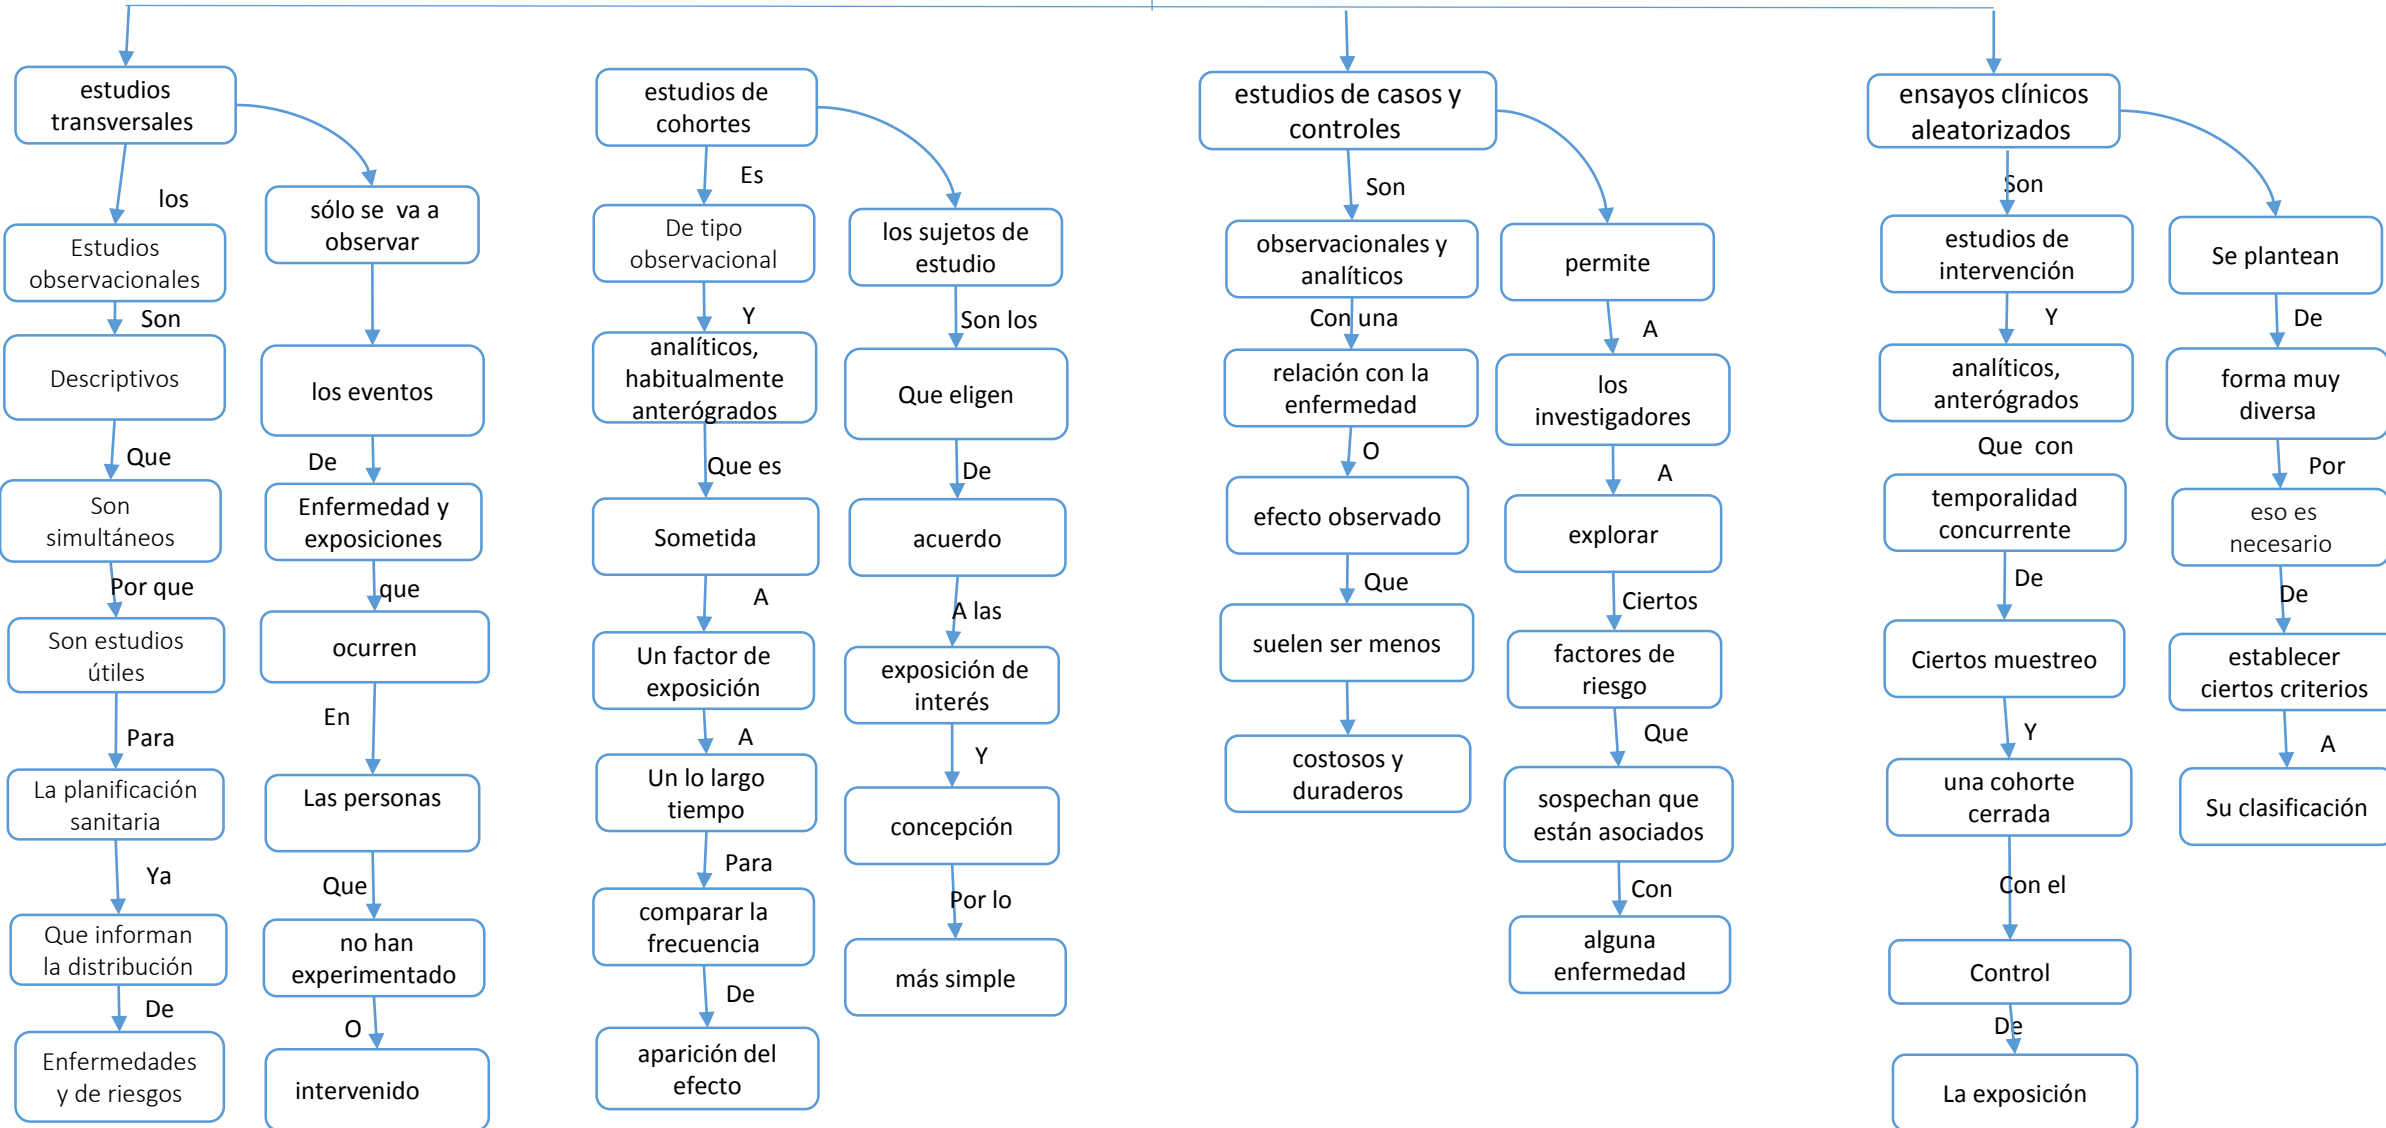 estudios
transversales
los
Estudios
observacionales
Son
Descriptivos
Que
Son
simultáneos
Por que
Son estudios
útiles
Para
La planificación
sanitaria
Ya
Que informan
la distribución
De
Enfermedades
y de riesgos
sólo se va a
observar
los eventos
De
Enfermedad y
exposiciones
que
ocurren
En
Las personas
Que
no han
experimentado
O
intervenido
estudios de
cohortes
Es
De tipo
observacional
Y
analíticos,
habitualmente
anterógrados
Que es
Sometida
A
Un factor de
exposición
A
Un lo largo
tiempo
Para
comparar la
frecuencia
De
aparición del
efecto
los sujetos de
estudio
Son los
Que eligen
De
acuerdo
A las
exposición de
interés
Y
concepción
Por lo
más simple
estudios de casos y
controles
Son
observacionales y
analíticos
Con una
relación con la
enfermedad
O
efecto observado
Que
suelen ser menos
costosos y
duraderos
permite
A
los
investigadores
A
explorar
Ciertos
factores de
riesgo
Que
sospechan que
están asociados
Con
alguna
enfermedad
ensayos clínicos
aleatorizados
Son
estudios de
intervención
Y
analíticos,
anterógrados
Que con
temporalidad
concurrente
De
Ciertos muestreo
Y
una cohorte
cerrada
Con el
Control
De
La exposición
Se plantean
De
forma muy
diversa
Por
eso es
necesario
De
establecer
ciertos criterios
A
Su clasificación